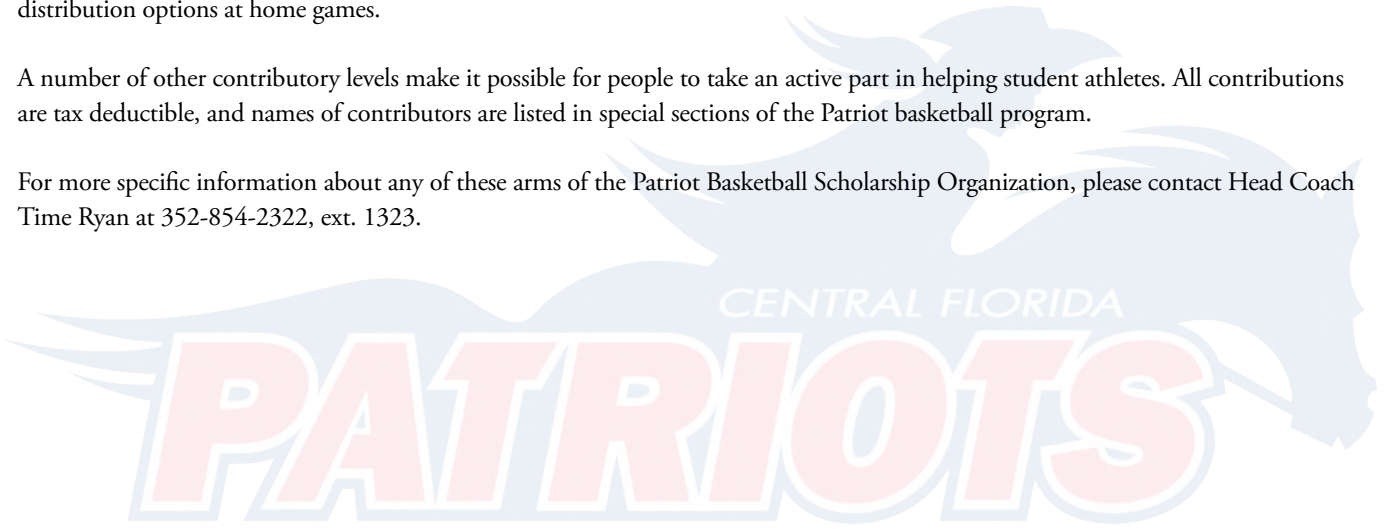 distribution options at home games.
A number of other contributory levels make it possible for people to take an active part in helping student athletes. All contributions
are tax deductible, and names of contributors are listed in special sections of the Patriot basketball program.
For more specific information about any of these arms of the Patriot Basketball Scholarship Organization, please contact Head Coach
Time Ryan at 352-854-2322, ext. 1323.
CENTRAL FLORIDA
PATRIOTS